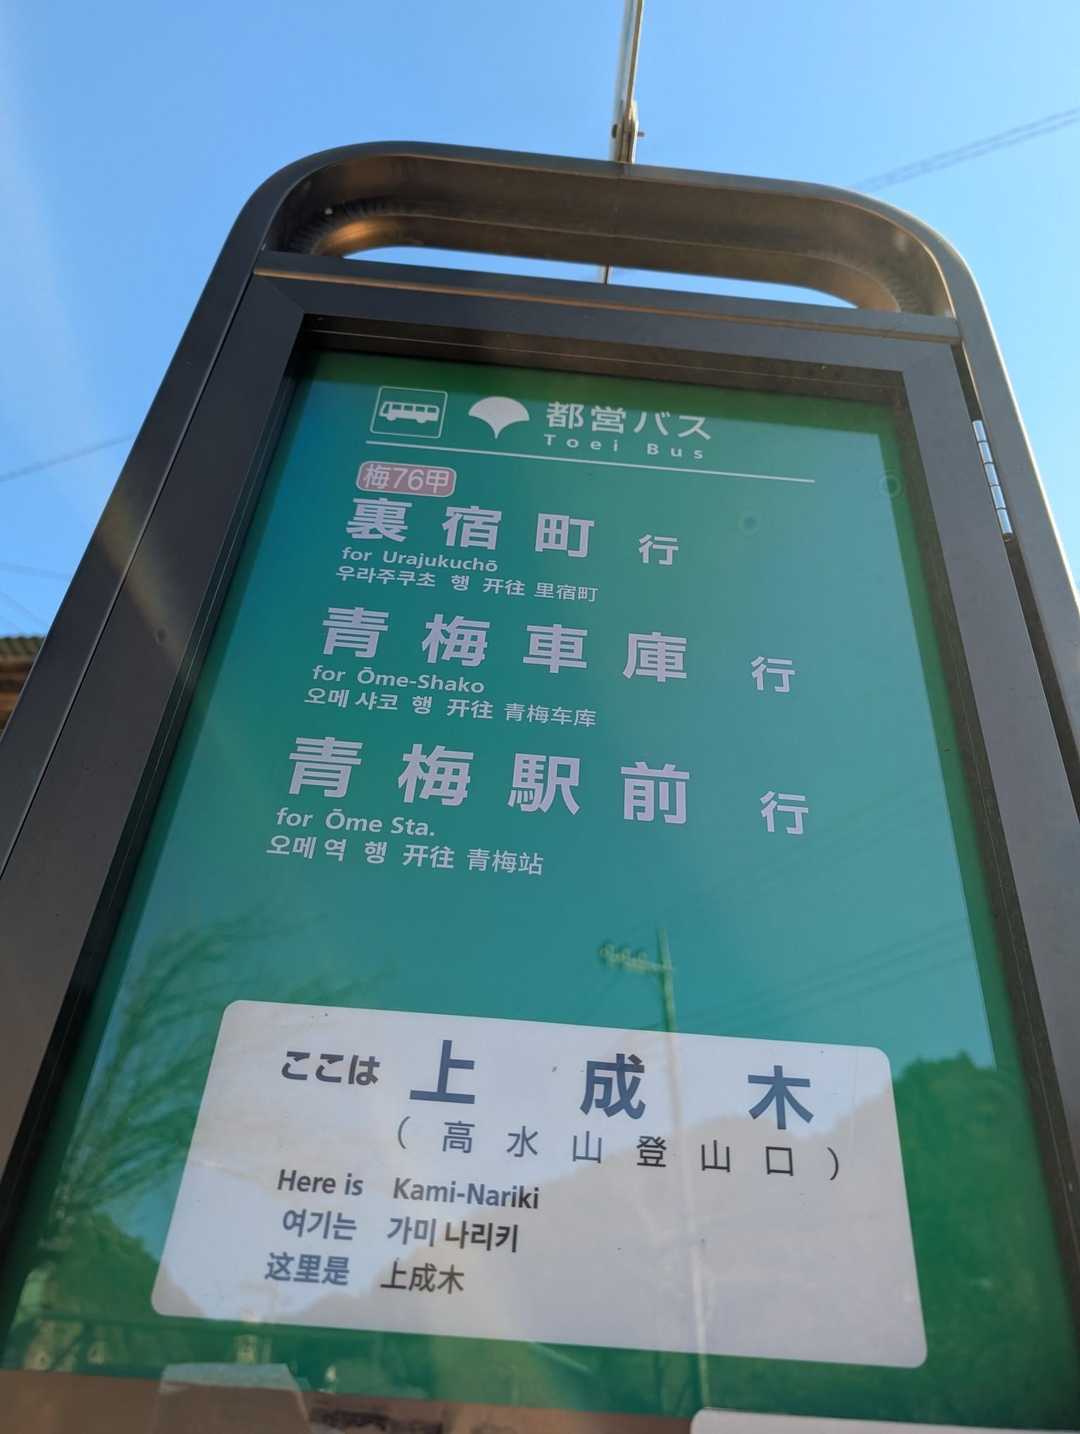 都営バス
Toei Bus
梅76甲
裏宿町 行
for Urajukuchō
우라주쿠초 행 开往 里宿町
青梅車庫 行
for Ōme-Shako
오메 샤코 행 开往 青梅车库
青梅駅前 行
for Ōme Sta.
오메 역 행 开往 青梅站
ここは 上成木
(高水山登山口)
Here is Kami-Nariki
여기는 가미 나리키
这里是 上成木